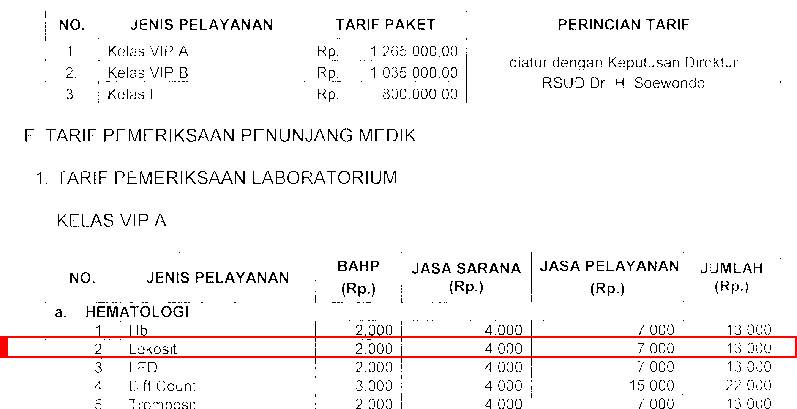 NO. JENIS PELAYANAN TARIF PAKET PERINCIAN TARIF
1 Kelas VIP A Rp. 1.265.000,00
2. Kelas VIP B Rp. 1.035.000,00
3 Kelas I Rp. 800.000,00
diatur dengan Keputusan Direktur
RSUD Dr. H. Soewondo
TARIF PEMERIKSAAN PENUNJANG MEDIK
1. TARIF PEMERIKSAAN LABORATORIUM
KELAS VIP A
NO. JENIS PELAYANAN BAHP (Rp.) JASA SARANA (Rp.) JASA PELAYANAN (Rp.) JUMLAH (Rp.)
a. HEMATOLOGI
1 Hb 2.000 4.000 7.000 13.000
2 Lekosit 2.000 4.000 7.000 13.000
3 LED 2.000 4.000 7.000 13.000
4 Diff Count 3.000 4.000 15.000 22.000
5 Tromposit 2.000 4.000 7.000 13.000